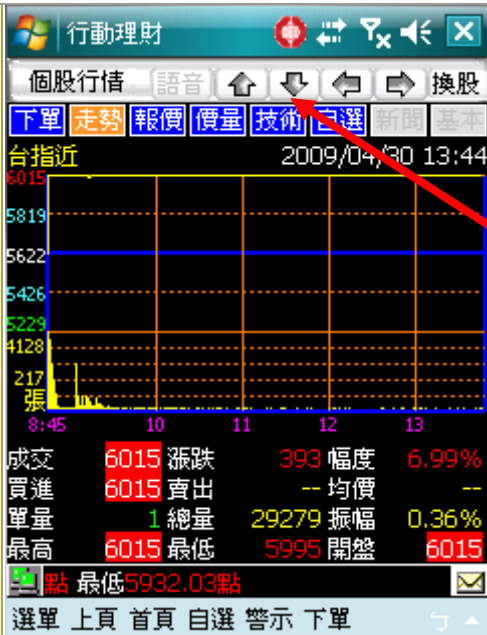 行動理財
個股行情 語音 換股
下單 走勢 報價 價量 技術 自選 新聞 基本
台指近 2009/04/30 13:44
6015
5819
5622
5426
5229
4128
217
張
8:45 10 11 12 13
成交 6015 漲跌 393 幅度 6.99%
買進 6015 賣出 -- 均價 --
單量 1 總量 29279 振幅 0.36%
最高 6015 最低 5995 開盤 6015
點 最低5932.03點
選單 上頁 首頁 自選 警示 下單